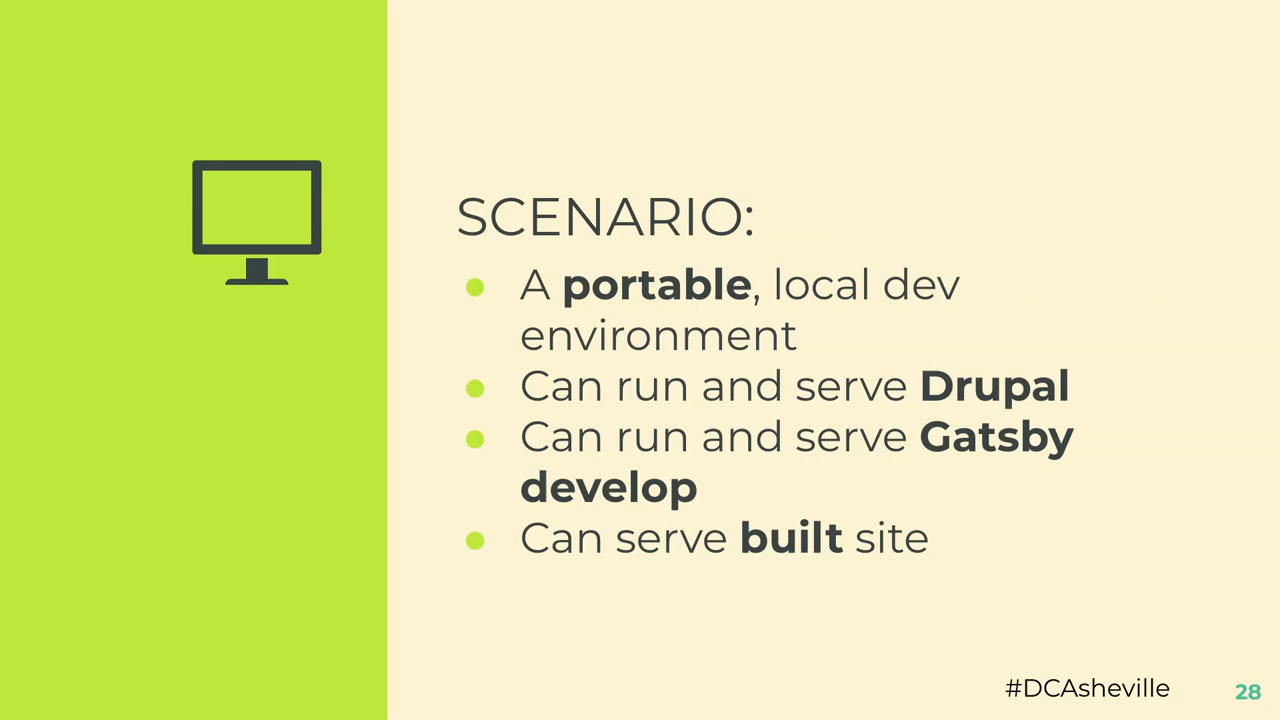 SCENARIO:
● A portable, local dev
environment
● Can run and serve Drupal
● Can run and serve Gatsby
develop
● Can serve built site
#DCAsheville
28